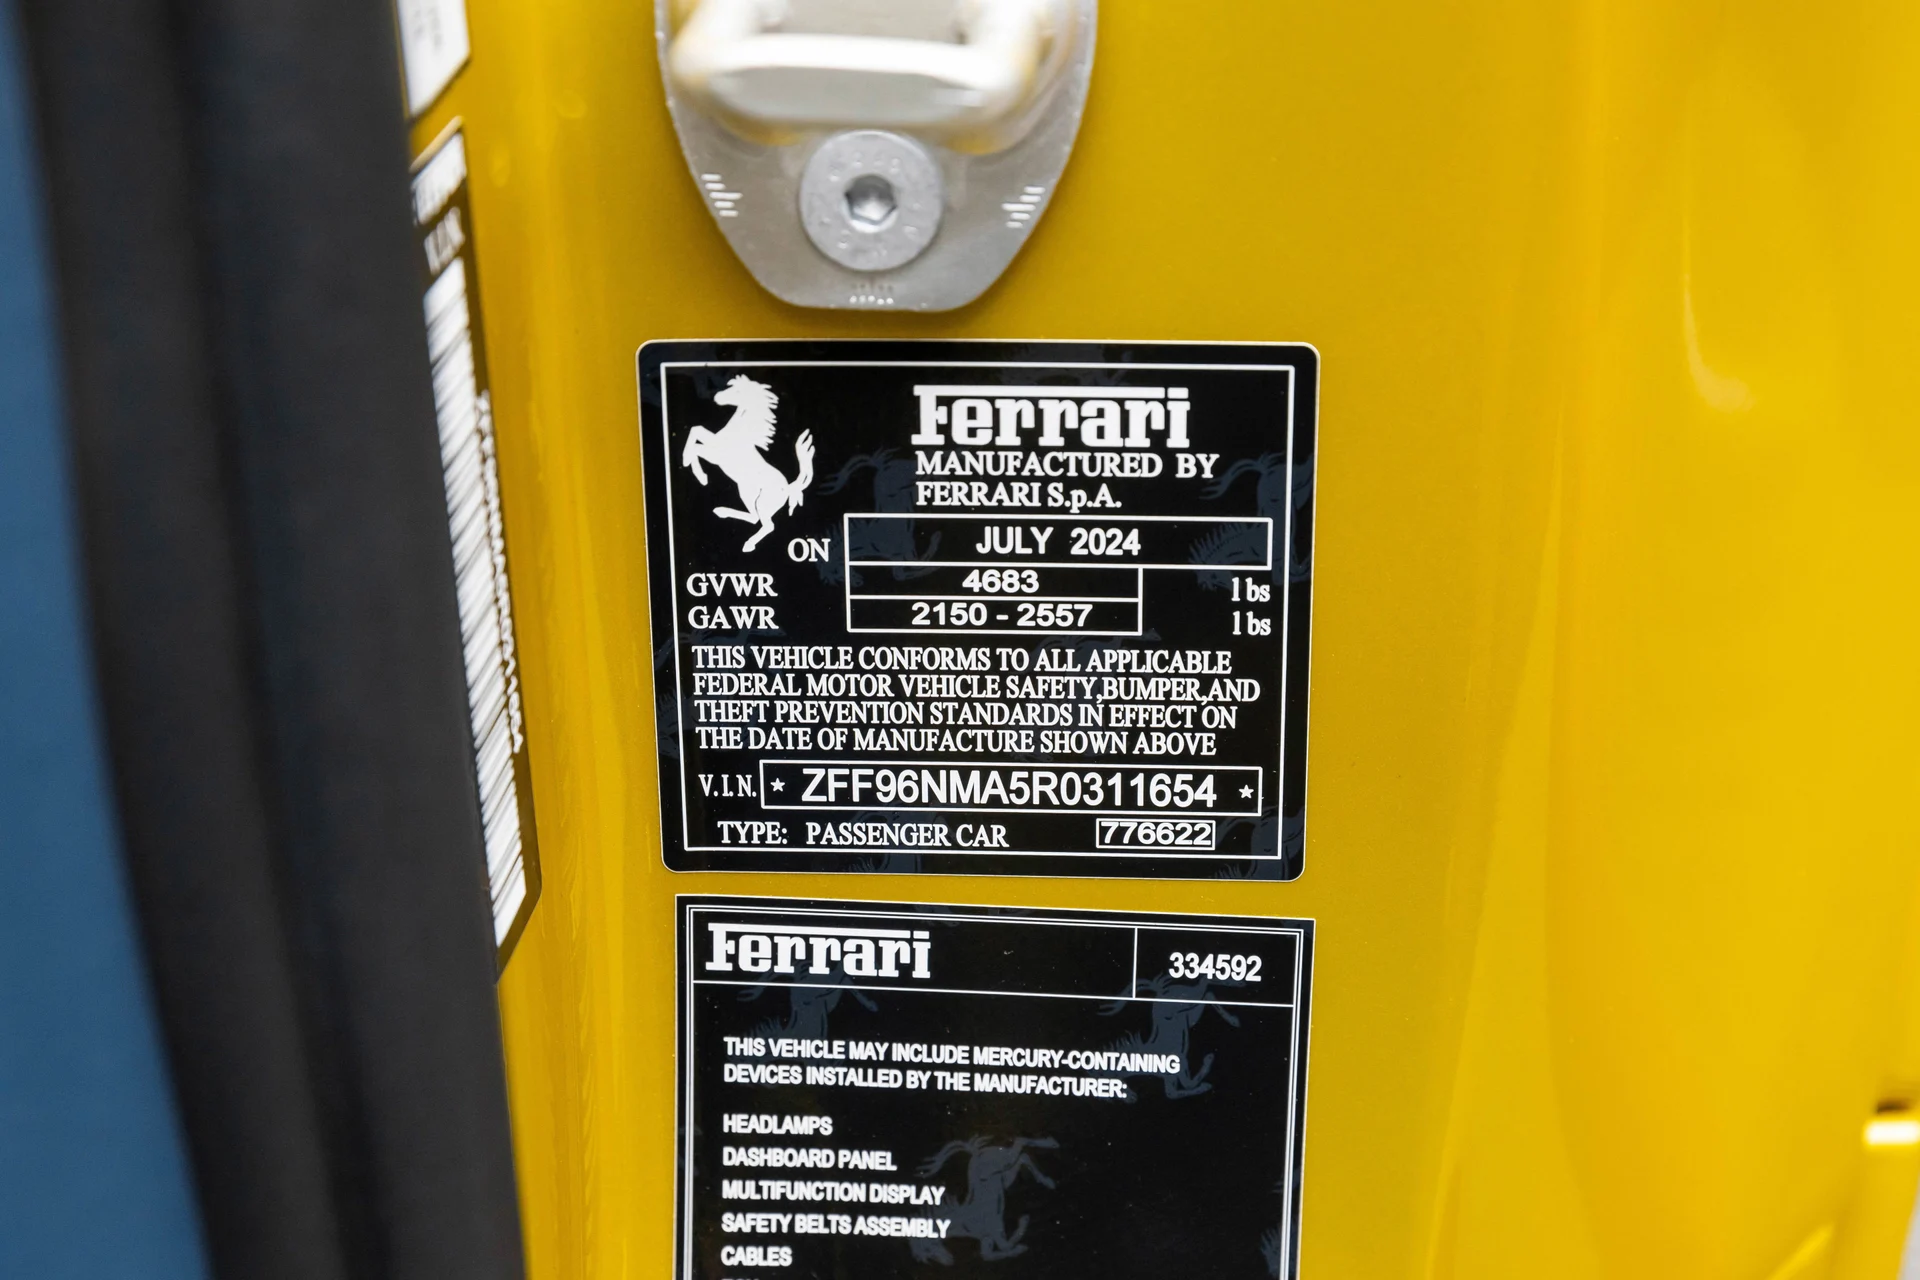 Ferrari
MANUFACTURED BY
FERRARI S.p.A.
ON JULY 2024
GVWR 4683 lbs
GAWR 2150 - 2557 lbs
THIS VEHICLE CONFORMS TO ALL APPLICABLE
FEDERAL MOTOR VEHICLE SAFETY,BUMPER,AND
THEFT PREVENTION STANDARDS IN EFFECT ON
THE DATE OF MANUFACTURE SHOWN ABOVE
V.I.N. * ZFF96NMA5R0311654 *
TYPE: PASSENGER CAR 776622
Ferrari 334592
THIS VEHICLE MAY INCLUDE MERCURY-CONTAINING
DEVICES INSTALLED BY THE MANUFACTURER:
HEADLAMPS
DASHBOARD PANEL
MULTIFUNCTION DISPLAY
SAFETY BELTS ASSEMBLY
CABLES